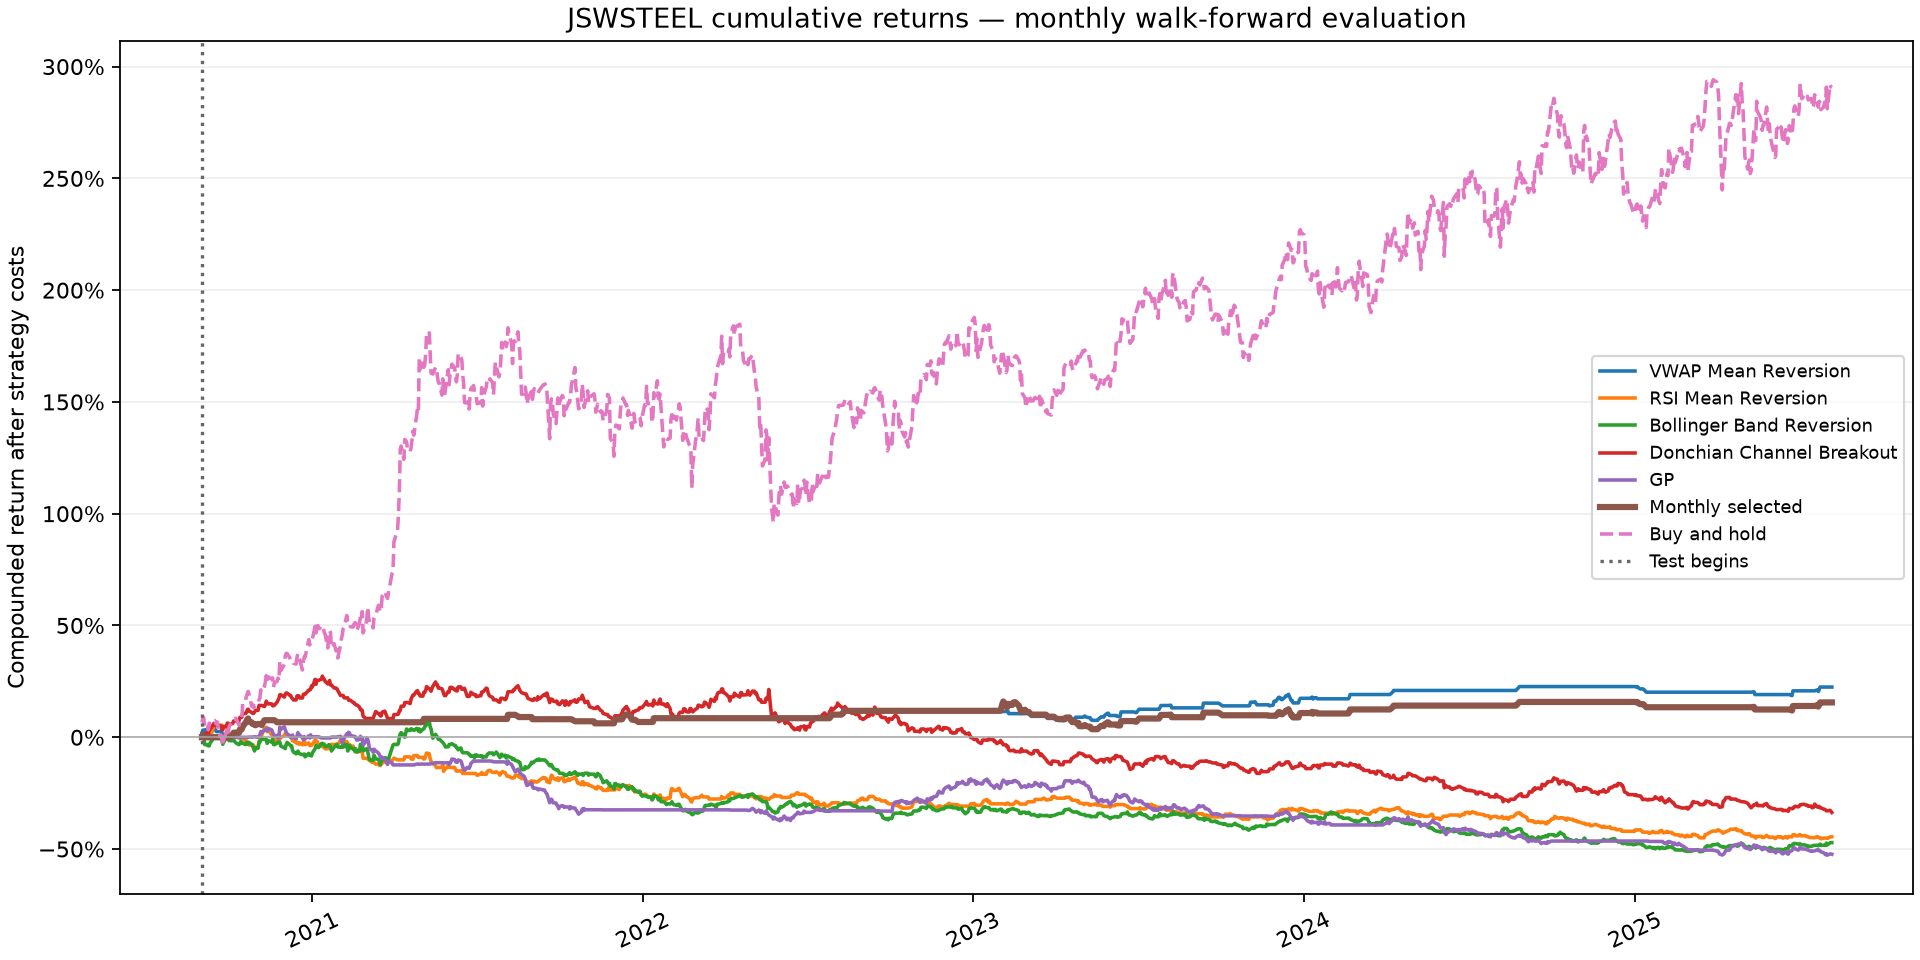 JSWSTEEL cumulative returns — monthly walk-forward evaluation
Compounded return after strategy costs
300%
250%
200%
150%
100%
50%
0%
−50%
VWAP Mean Reversion
RSI Mean Reversion
Bollinger Band Reversion
Donchian Channel Breakout
GP
Monthly selected
Buy and hold
Test begins
2021
2022
2023
2024
2025